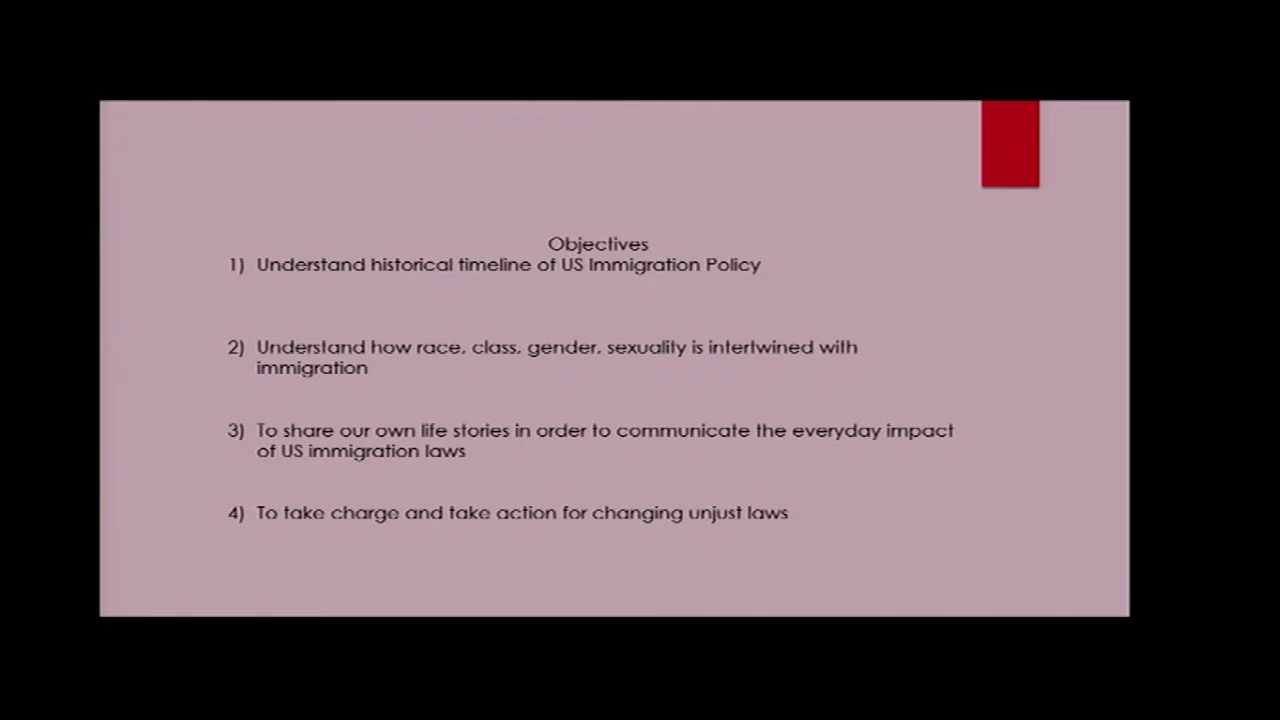 Objectives
1) Understand historical timeline of US Immigration Policy
2) Understand how race, class, gender, sexuality is intertwined with
immigration
3) To share our own life stories in order to communicate the everyday impact
of US immigration laws
4) To take charge and take action for changing unjust laws